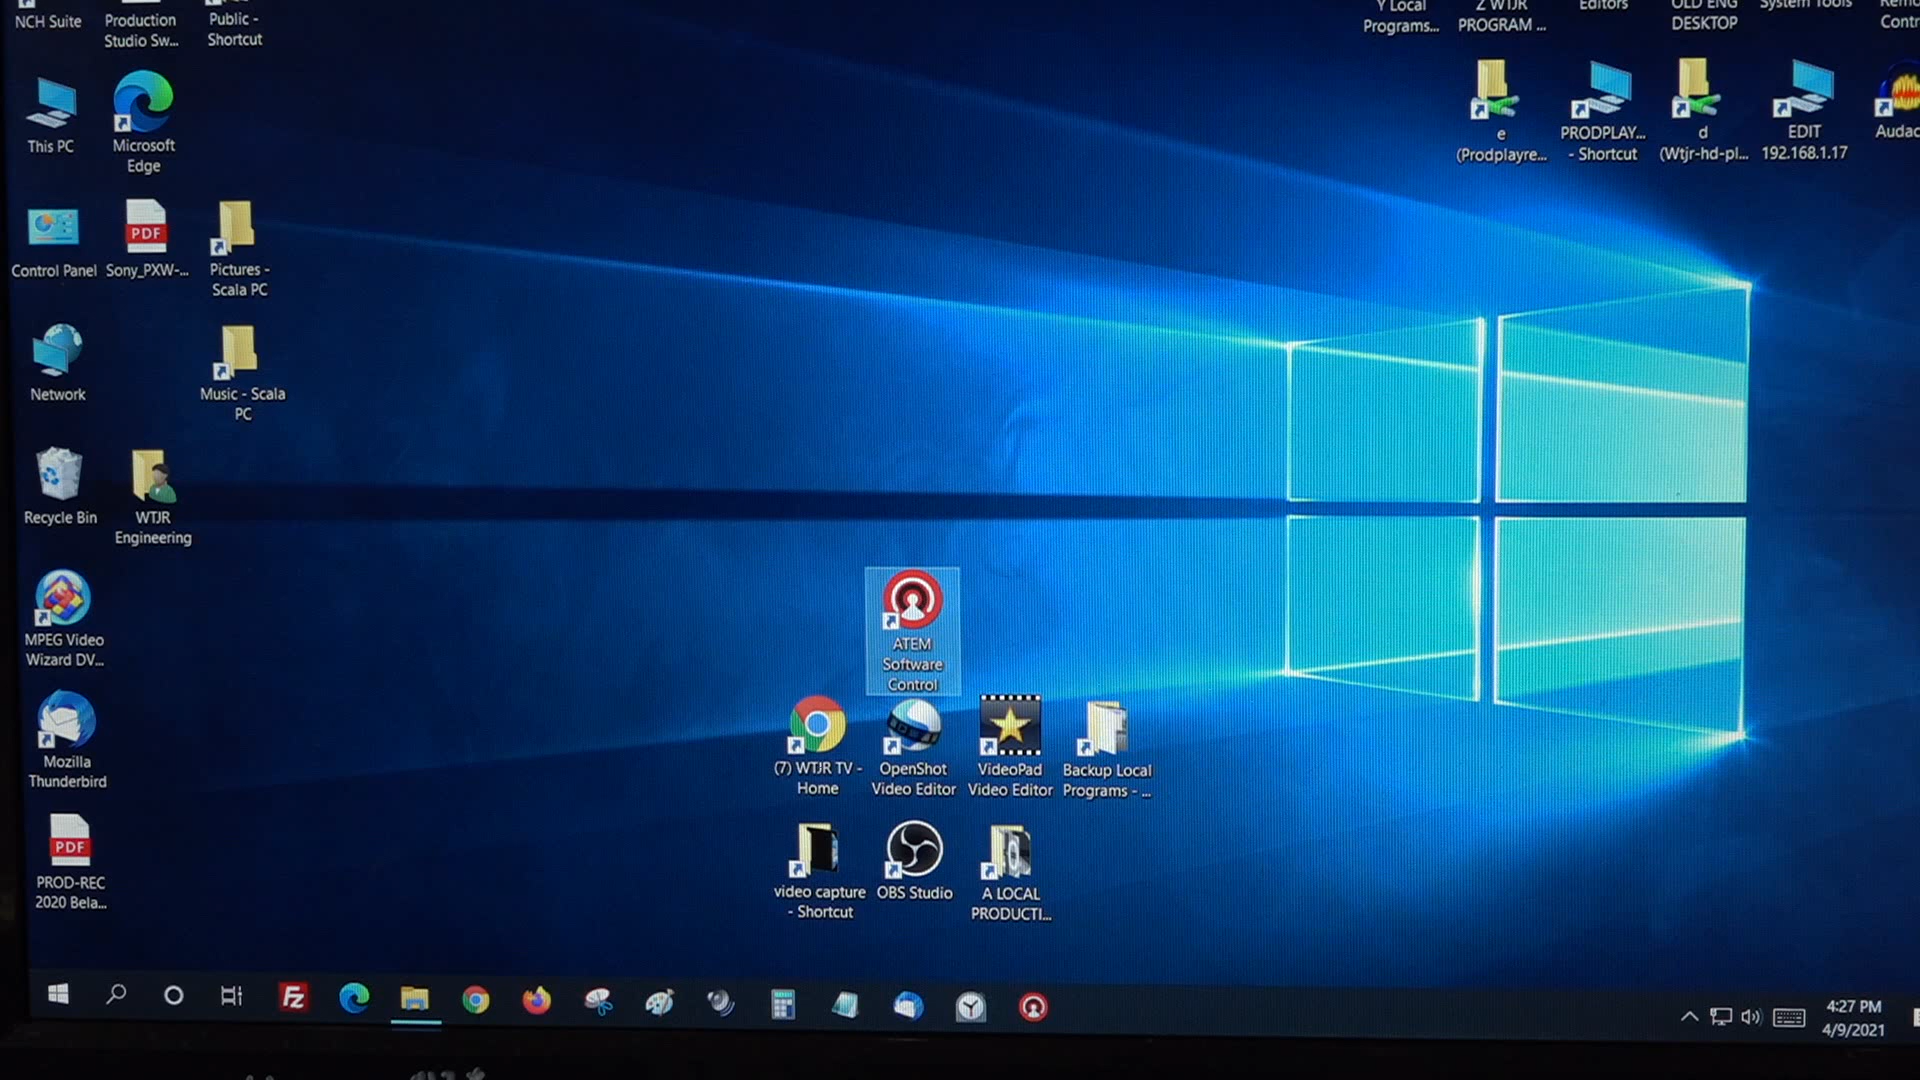 NCH Suite
Production
Studio Sw...
Public -
Shortcut
Y Local
Programs...
Z WTJR
PROGRAM ...
Editors
OLD ENG
DESKTOP
System Tools
This PC
Microsoft
Edge
e
(Prodplayre...
PRODPLAY...
- Shortcut
d
(Wtjr-hd-pl...
EDIT
192.168.1.17
Control Panel
PDF
Sony_PXW-...
Pictures -
Scala PC
Network
Music - Scala
PC
Recycle Bin
WTJR
Engineering
MPEG Video
Wizard DV...
ATEM
Software
Control
Mozilla
Thunderbird
(7) WTJR TV -
Home
OpenShot
Video Editor
VideoPad
Video Editor
Backup Local
Programs - ...
PDF
PROD-REC
2020 Bela...
video capture
- Shortcut
OBS Studio
A LOCAL
PRODUCTI...
Fz
4:27 PM
4/9/2021